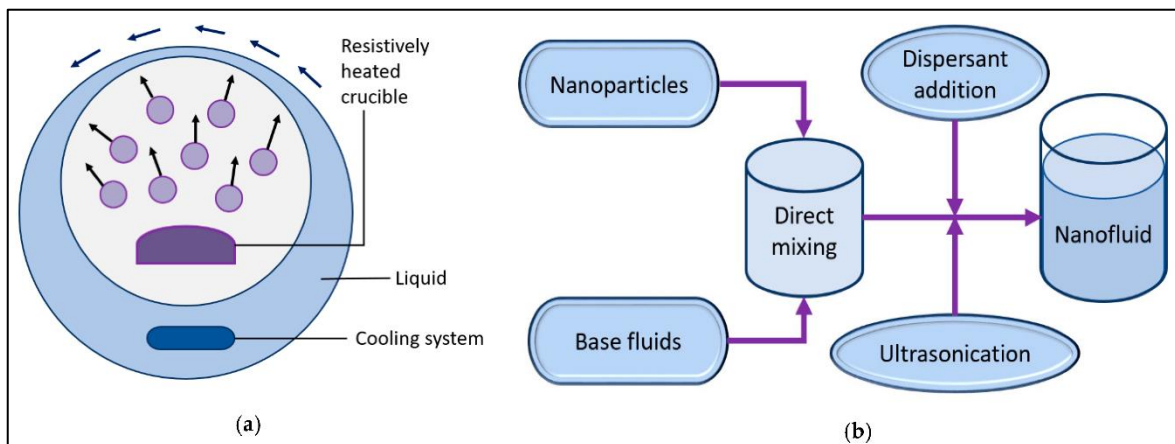 Resistively
heated
crucible
Liquid
Cooling system
(a)
Nanoparticles
Dispersant
addition
Direct
mixing
Nanofluid
Base fluids
Ultrasonication
(b)